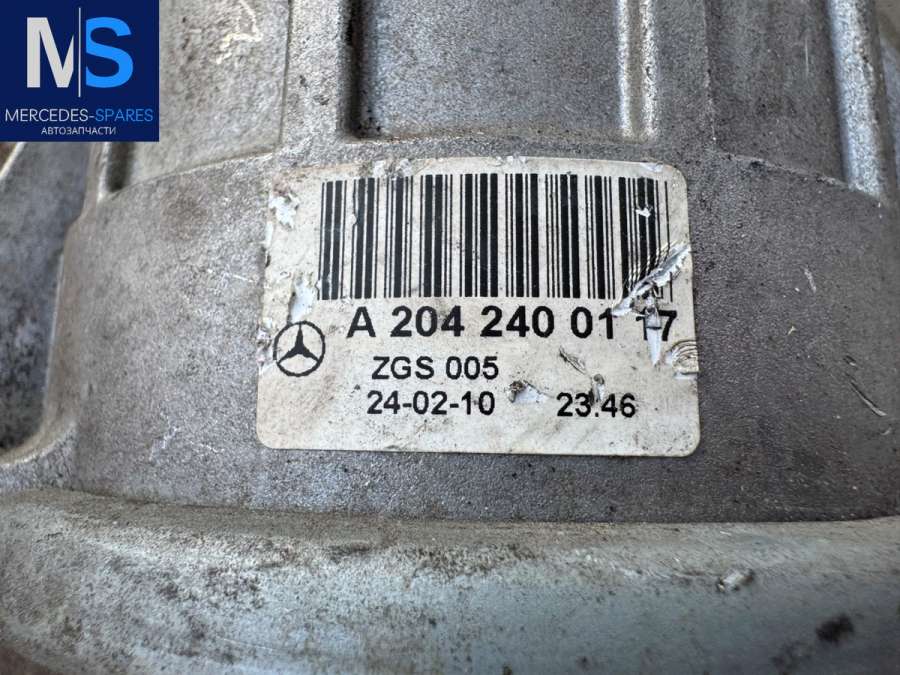 MS
MERCEDES-SPARES
АВТОЗАПЧАСТИ
A 204 240 01 17
ZGS 005
24-02-10 23.46